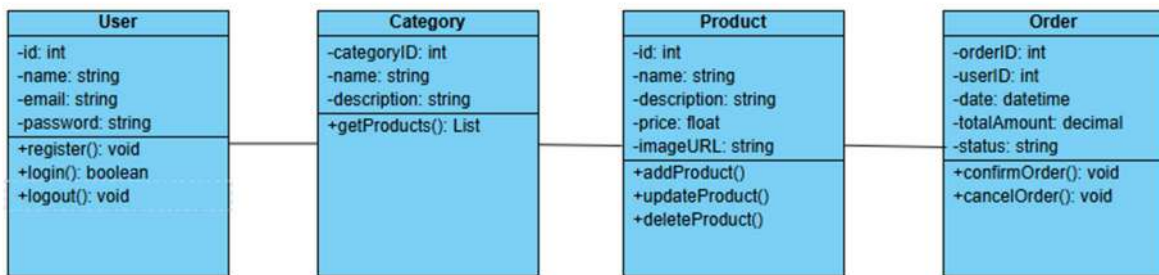 User
-id: int
-name: string
-email: string
-password: string
+register(): void
+login(): boolean
+logout(): void
Category
-categoryID: int
-name: string
-description: string
+getProducts(): List
Product
-id: int
-name: string
-description: string
-price: float
-imageURL: string
+addProduct()
+updateProduct()
+deleteProduct()
Order
-orderID: int
-userID: int
-date: datetime
-totalAmount: decimal
-status: string
+confirmOrder(): void
+cancelOrder(): void